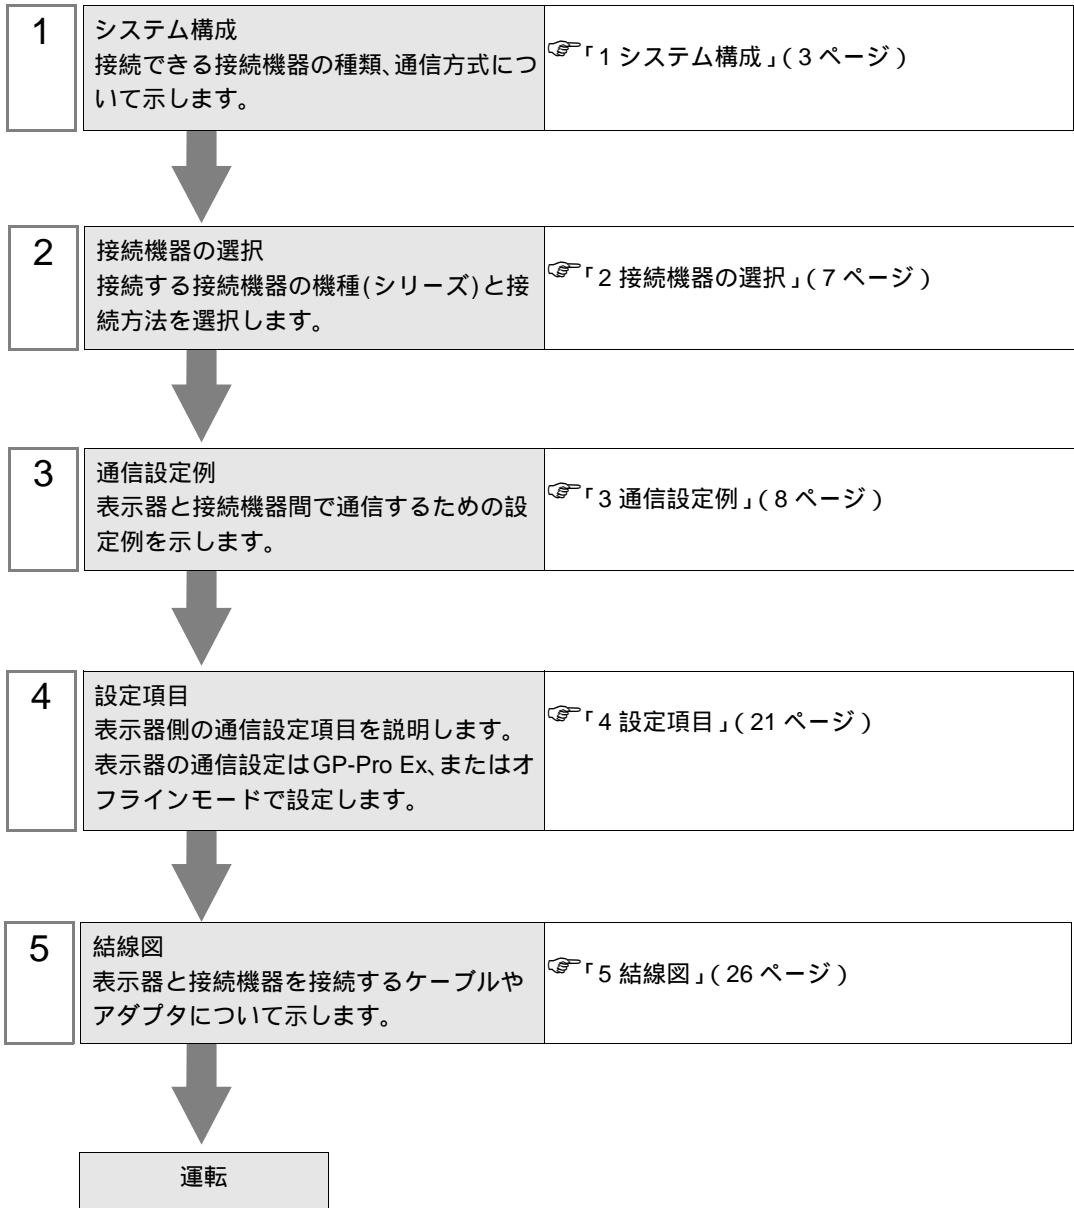 1
システム構成
接続できる接続機器の種類、通信方式につ
いて示します。
☞「1 システム構成」( 3 ページ )
2
接続機器の選択
接続する接続機器の機種(シリーズ)と接
続方法を選択します。
☞「2 接続機器の選択」( 7 ページ )
3
通信設定例
表示器と接続機器間で通信するための設
定例を示します。
☞「3 通信設定例」( 8 ページ )
4
設定項目
表示器側の通信設定項目を説明します。
表示器の通信設定はGP-Pro Ex、またはオ
フラインモードで設定します。
☞「4 設定項目」( 21 ページ )
5
結線図
表示器と接続機器を接続するケーブルや
アダプタについて示します。
☞「5 結線図」( 26 ページ )
運転